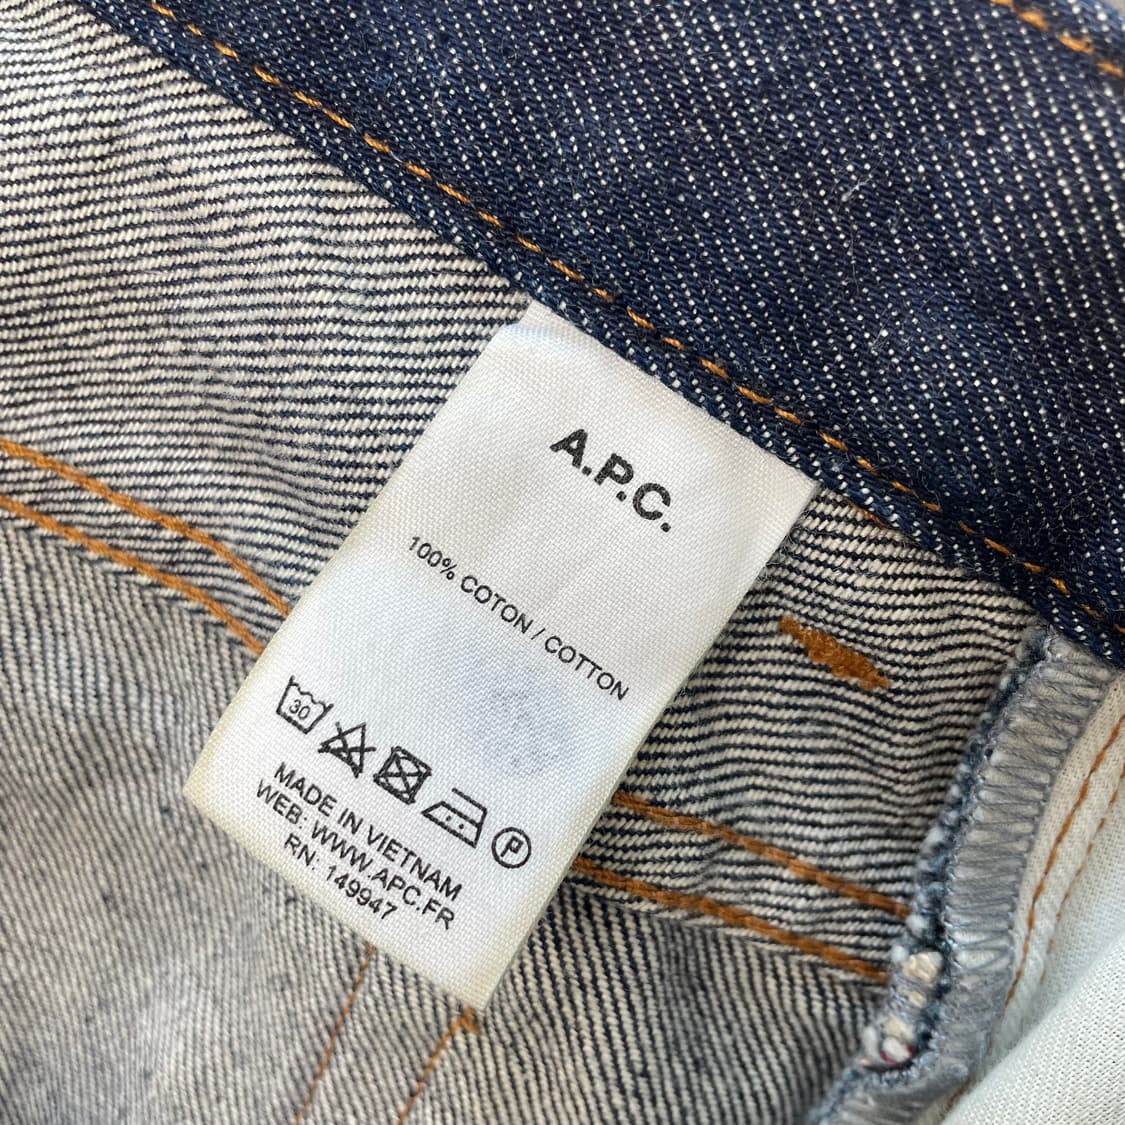 A.P.C.
100% COTON / COTTON
30 P
MADE IN VIETNAM
WEB: WWW.APC.FR
RN: 149947